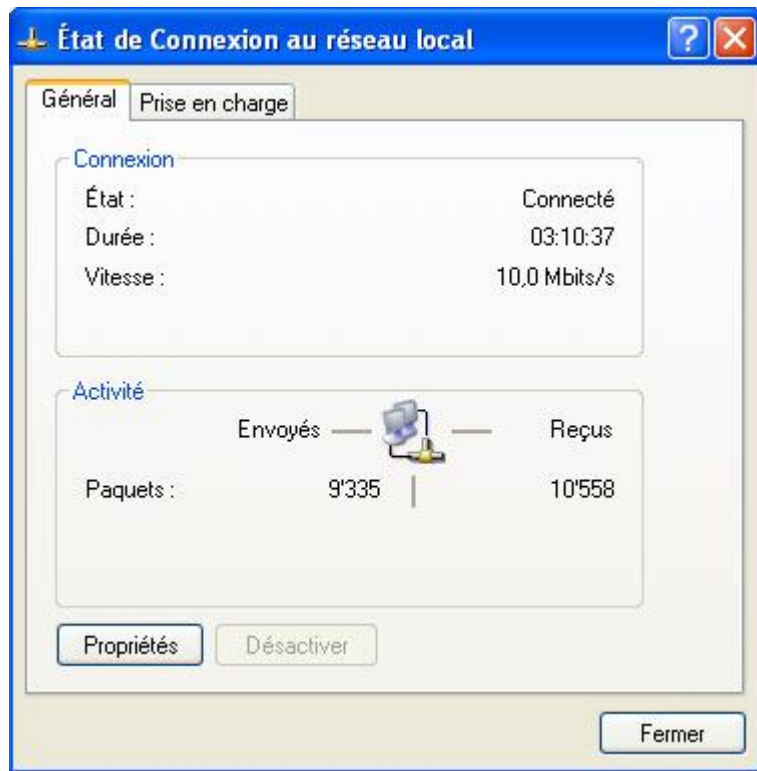 État de Connexion au réseau local
Général Prise en charge
Connexion
État : Connecté
Durée : 03:10:37
Vitesse : 10,0 Mbits/s
Activité
Envoyés Reçus
Paquets : 9'335 10'558
Propriétés Désactiver
Fermer